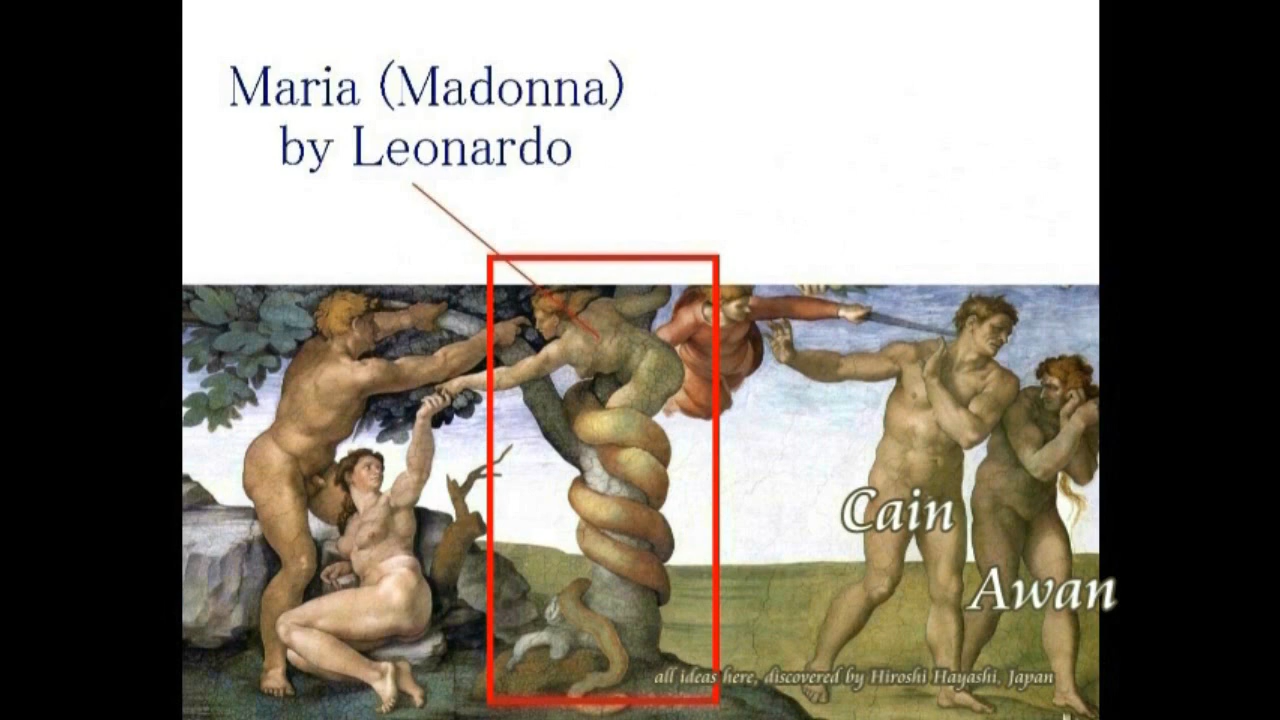 Maria (Madonna)
by Leonardo
Cain
Awan
all ideas here, discovered by Hiroshi Hayashi, Japan